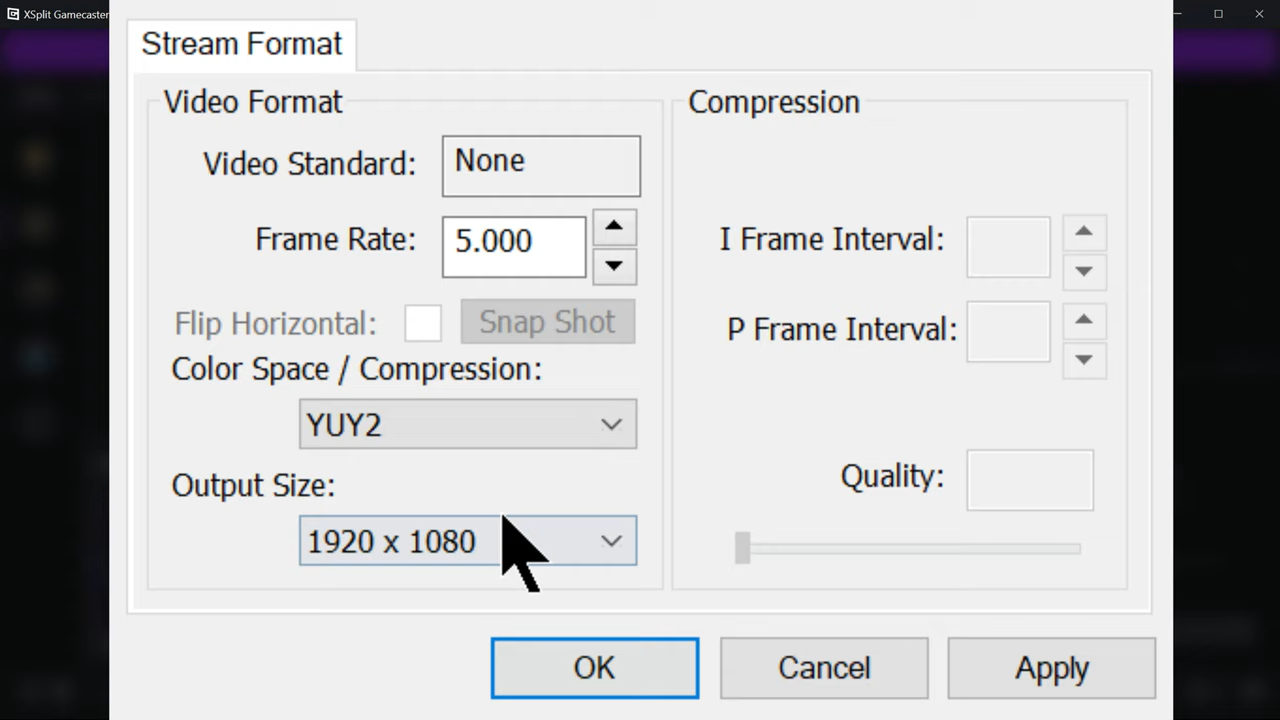 XSplit Gamecaster
Stream Format
Video Format
Video Standard: None
Frame Rate: 5.000
Flip Horizontal: Snap Shot
Color Space / Compression:
YUY2
Output Size:
1920 x 1080
Compression
I Frame Interval:
P Frame Interval:
Quality:
OK Cancel Apply